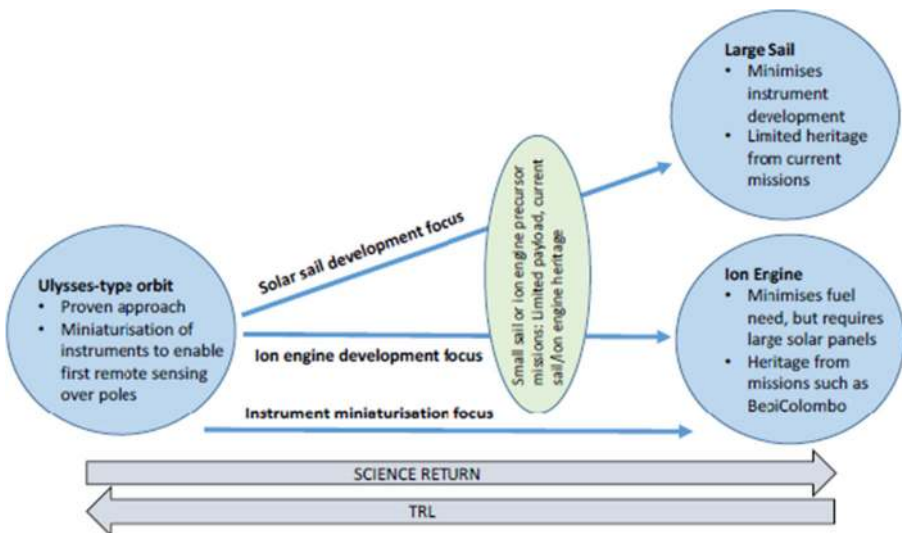 Large Sail
• Minimises
instrument
development
• Limited heritage
from current
missions
Small sail or ion engine precursor
missions: Limited payload, current
sail/ion engine heritage
Solar sail development focus
Ulysses-type orbit
• Proven approach
• Miniaturisation of
instruments to enable
first remote sensing
over poles
Ion Engine
• Minimises fuel
need, but requires
large solar panels
• Heritage from
missions such as
BepiColombo
Ion engine development focus
Instrument miniaturisation focus
SCIENCE RETURN
TRL